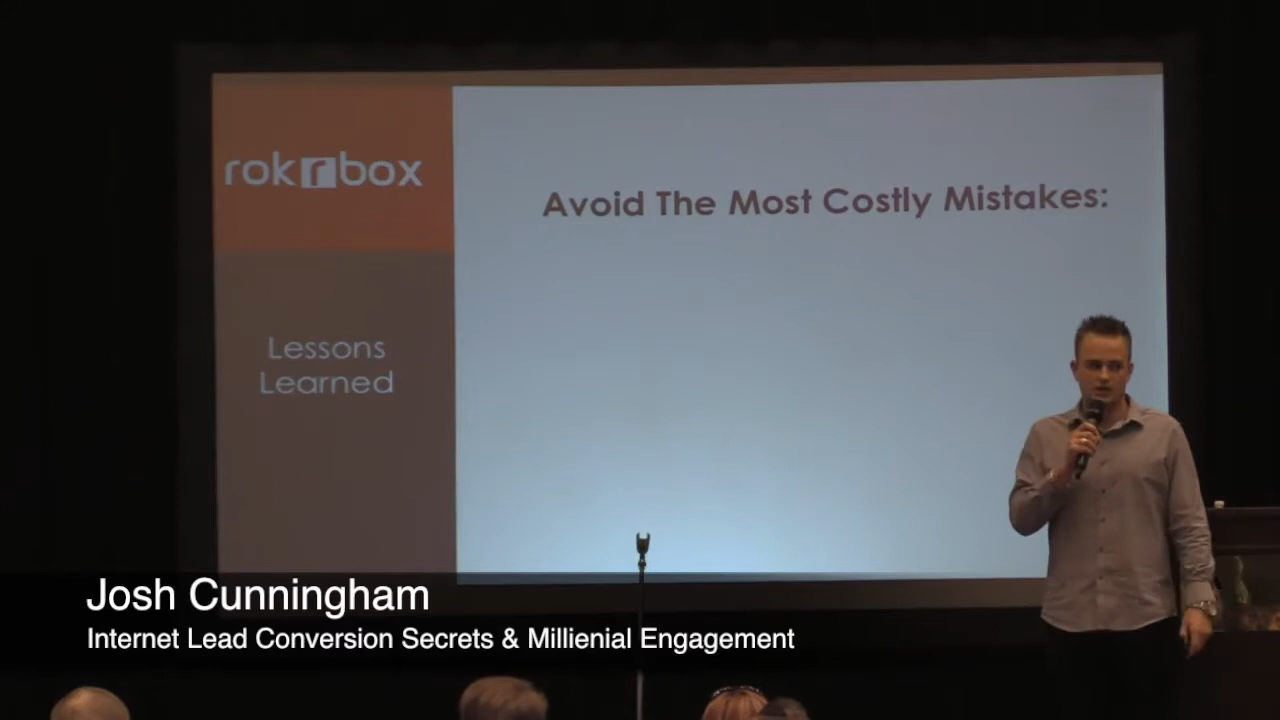 rokrbox
Avoid The Most Costly Mistakes:
Lessons
Learned
Josh Cunningham
Internet Lead Conversion Secrets & Millienial Engagement